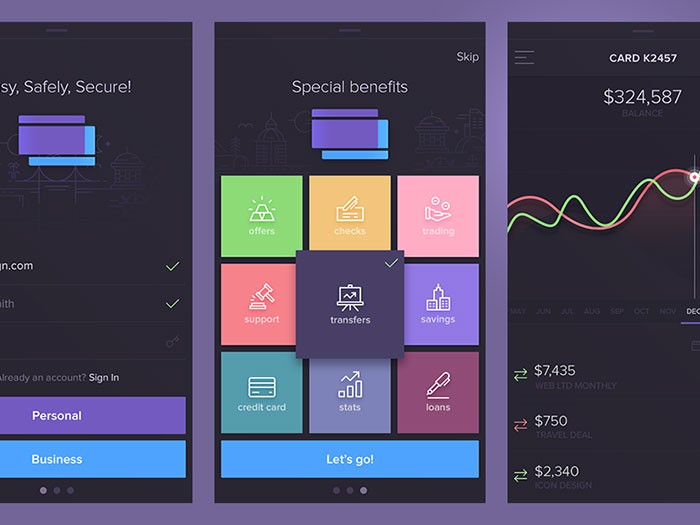 sy, Safely, Secure!
gn.com
ith
Already an account? Sign In
Personal
Business
Skip
Special benefits
offers
checks
trading
support
transfers
savings
credit card
stats
loans
Let's go!
CARD K2457
$324,587
BALANCE
MAY JUN JUL AUG SEP OCT NOV DEC
$7,435
WEB LTD MONTHLY
$750
TRAVEL DEAL
$2,340
ICON DESIGN